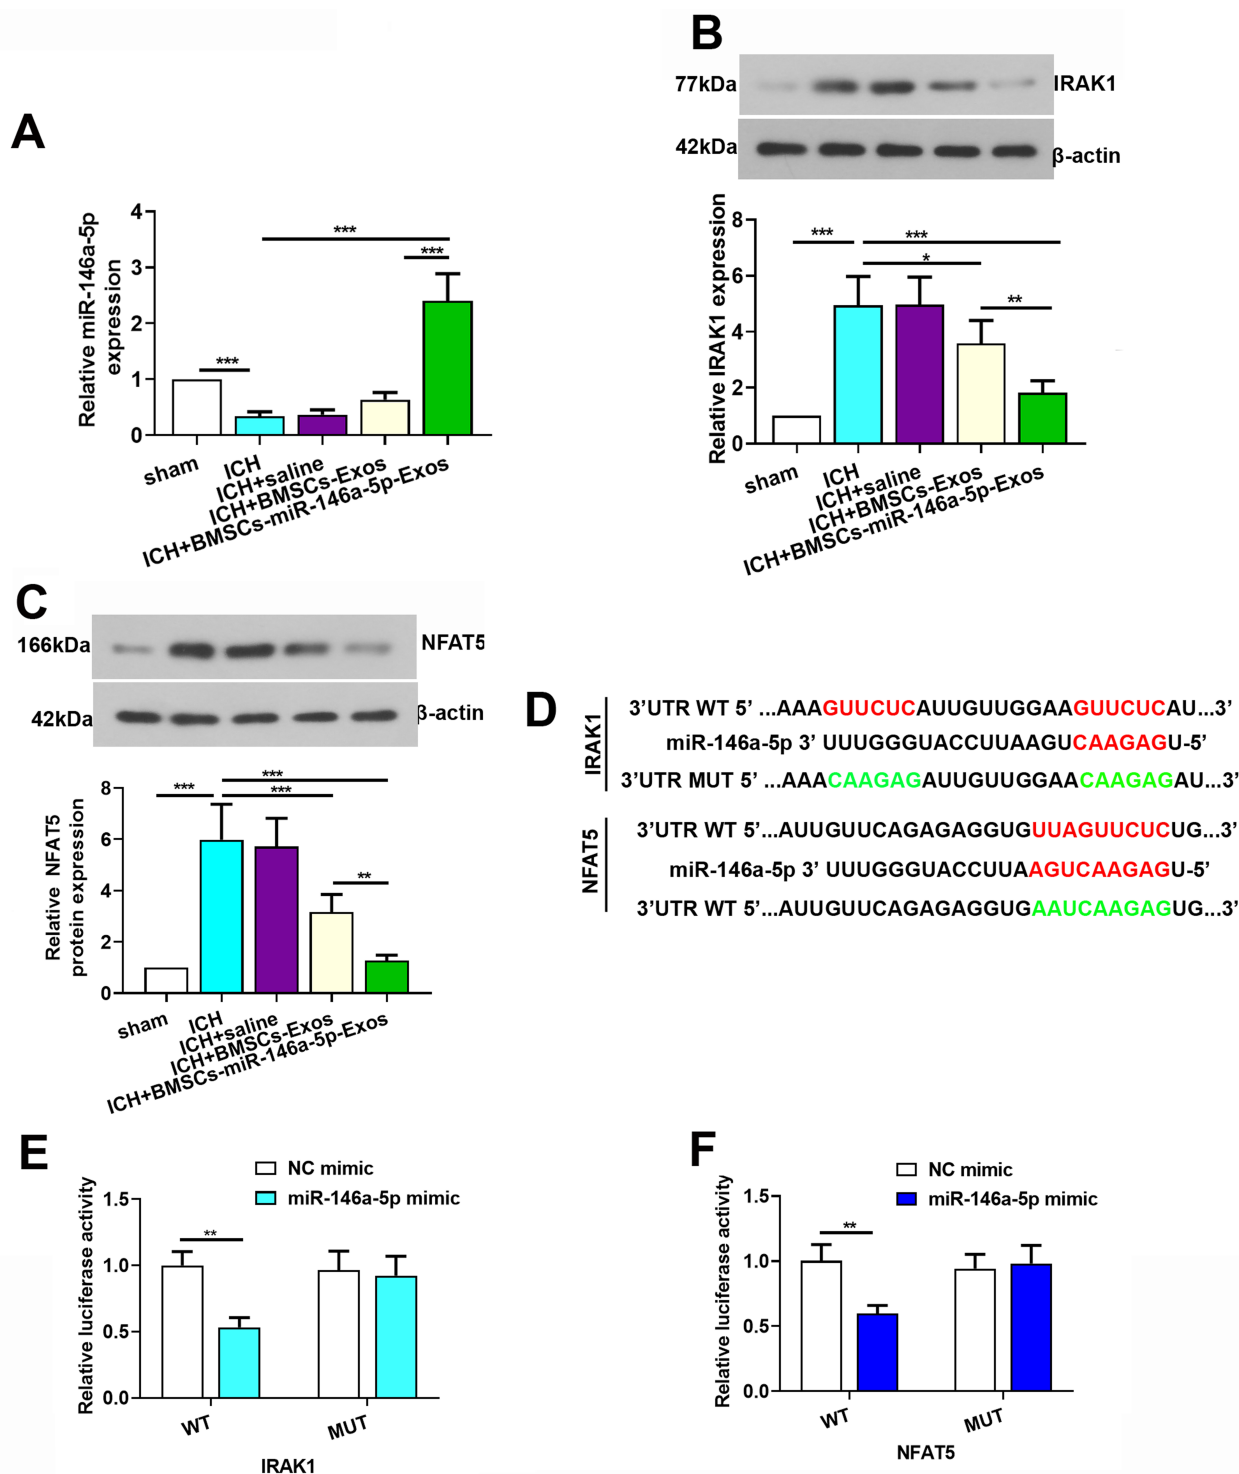 A
4
3
2
1
0
Relative miR-146a-5p
expression
***
***
***
sham
ICH
ICH+saline
ICH+BMSCs-Exos
ICH+BMSCs-miR-146a-5p-Exos
B
77kDa
IRAK1
42kDa
β-actin
8
6
4
2
0
Relative IRAK1 expression
***
***
*
**
sham
ICH
ICH+saline
ICH+BMSCs-Exos
ICH+BMSCs-miR-146a-5p-Exos
C
166kDa
NFAT5
42kDa
β-actin
8
6
4
2
0
Relative NFAT5
protein expression
***
***
***
**
sham
ICH
ICH+saline
ICH+BMSCs-Exos
ICH+BMSCs-miR-146a-5p-Exos
D
IRAK1
3’UTR WT 5’ ...AAAGUUCUCAUUGUUGGAAGUUCUCAU...3’
miR-146a-5p 3’ UUUGGGUACCUUAAGUCAAGAGU-5’
3’UTR MUT 5’ ...AAACAAGAGAUUGUUGGAACAAGAGAU...3’
NFAT5
3’UTR WT 5’...AUUGUUCAGAGAGGUGUUAGUUCUCUG...3’
miR-146a-5p 3’ UUUGGGUACCUUAAGUCAAGAGU-5’
3’UTR WT 5’...AUUGUUCAGAGAGGUGAAUCAAGAGUG...3’
E
NC mimic
miR-146a-5p mimic
1.5
1.0
0.5
0.0
Relative luciferase activity
**
WT
MUT
IRAK1
F
NC mimic
miR-146a-5p mimic
1.5
1.0
0.5
0.0
Relative luciferase activity
**
WT
MUT
NFAT5